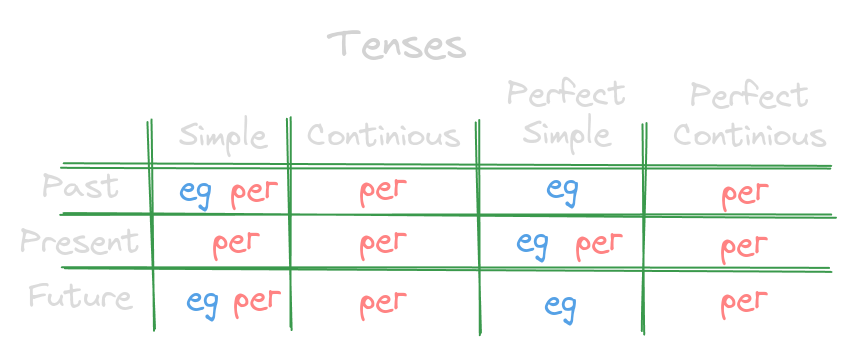 Tenses
Simple Continious Perfect Simple Perfect Continious
Past eg per per eg per
Present per per eg per per
Future eg per per eg per